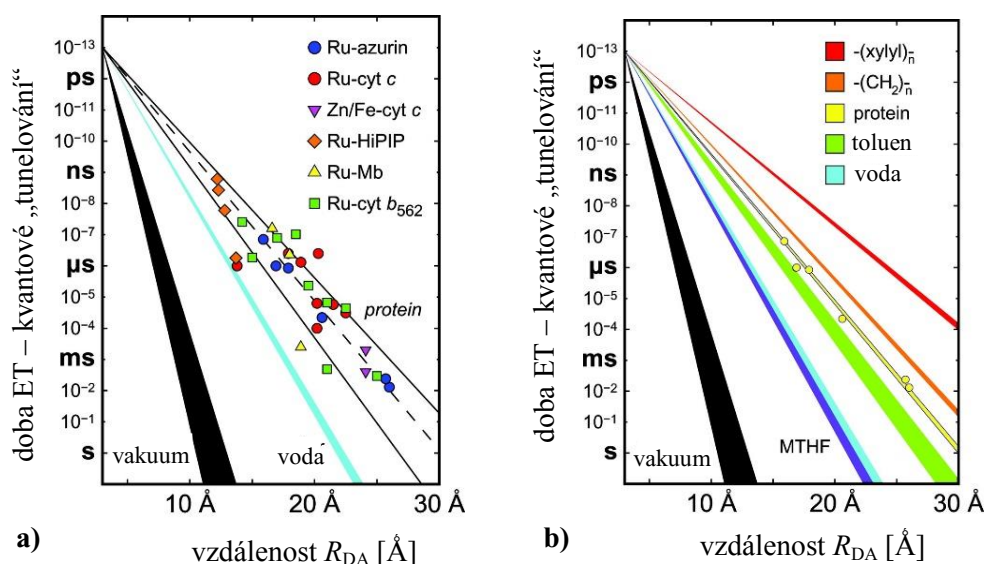 doba ET – kvantové „tunelování“
10⁻¹³
ps
10⁻¹¹
10⁻¹⁰
ns
10⁻⁸
10⁻⁷
µs
10⁻⁵
10⁻⁴
ms
10⁻²
10⁻¹
s
Ru-azurin
Ru-cyt c
Zn/Fe-cyt c
Ru-HiPIP
Ru-Mb
Ru-cyt b₅₆₂
protein
vakuum
vodá
10 Å
20 Å
30 Å
a)
vzdálenost R_DA [Å]
doba ET – kvantové „tunelování“
10⁻¹³
ps
10⁻¹¹
10⁻¹⁰
ns
10⁻⁸
10⁻⁷
µs
10⁻⁵
10⁻⁴
ms
10⁻²
10⁻¹
s
-(xylyl)n̄
-(CH₂)n̄
protein
toluen
voda
vakuum
MTHF
10 Å
20 Å
30 Å
b)
vzdálenost R_DA [Å]